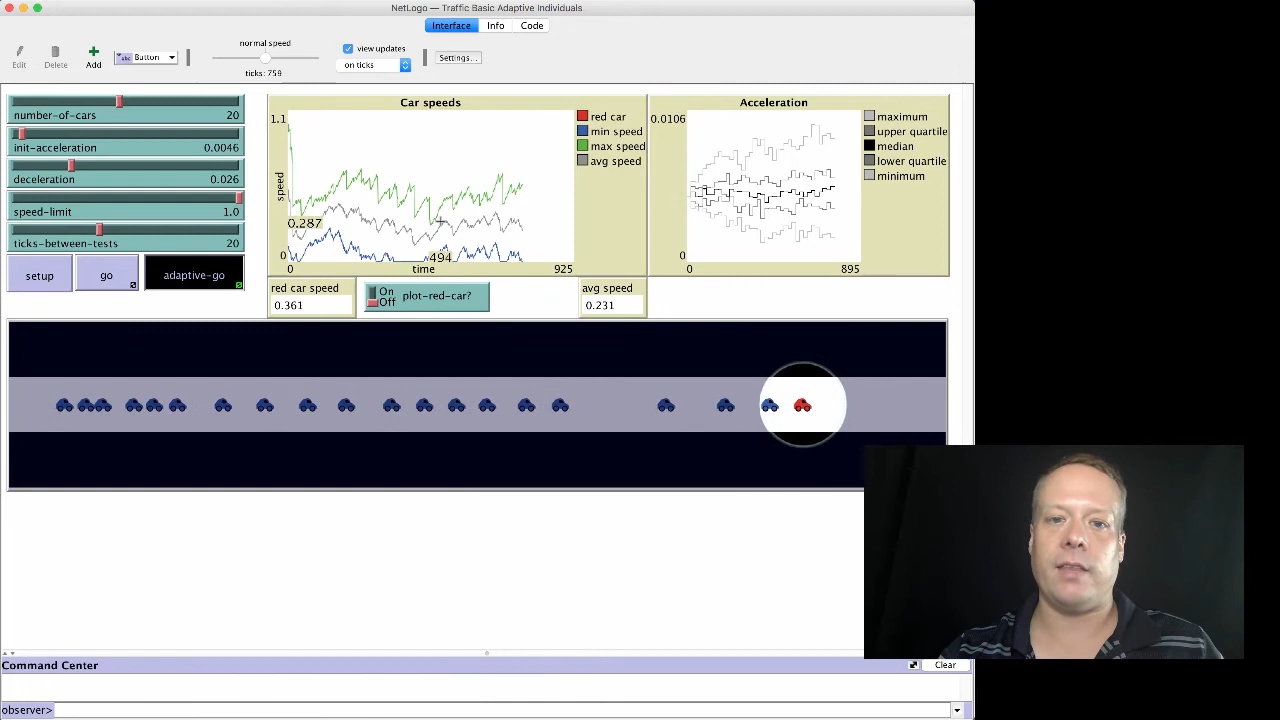 NetLogo — Traffic Basic Adaptive Individuals
Interface Info Code
Edit Delete Add Button normal speed view updates Settings...
on ticks
ticks: 759
number-of-cars 20
init-acceleration 0.0046
deceleration 0.026
speed-limit 1.0
ticks-between-tests 20
setup go adaptive-go
Car speeds
1.1
speed
0
0.287
494
0 time 925
red car
min speed
max speed
avg speed
Acceleration
0.0106
0
0 895
maximum
upper quartile
median
lower quartile
minimum
red car speed
0.361
On
Off
plot-red-car?
avg speed
0.231
Command Center Clear
observer>